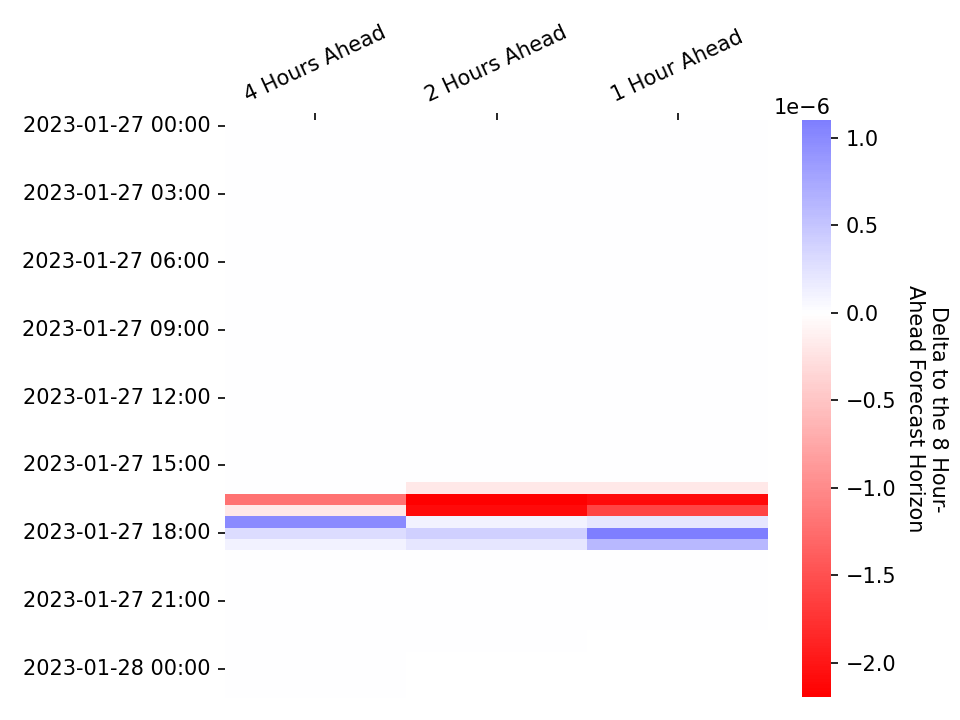 4 Hours Ahead
2 Hours Ahead
1 Hour Ahead
1e−6
2023-01-27 00:00
2023-01-27 03:00
2023-01-27 06:00
2023-01-27 09:00
2023-01-27 12:00
2023-01-27 15:00
2023-01-27 18:00
2023-01-27 21:00
2023-01-28 00:00
1.0
0.5
0.0
−0.5
−1.0
−1.5
−2.0
Delta to the 8 Hour-
Ahead Forecast Horizon